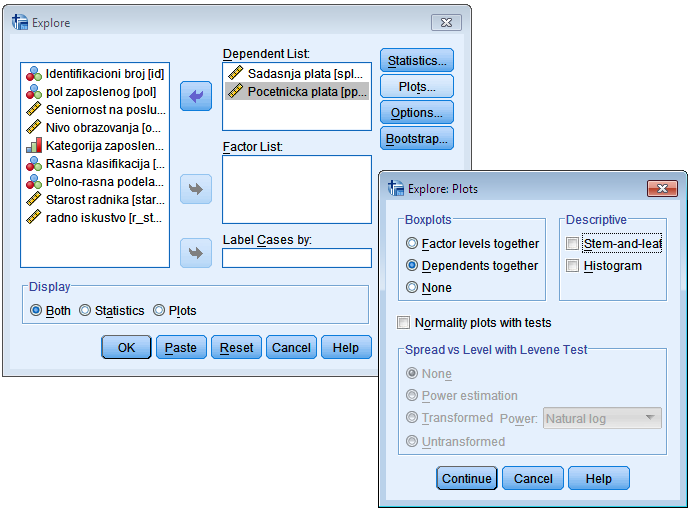 Explore
Dependent List:
Identifikacioni broj [id]
pol zaposlenog [pol]
Seniornost na poslu...
Nivo obrazovanja [o...
Kategorija zaposlen...
Rasna klasifikacija [...
Polno-rasna podela...
Starost radnika [star...
radno iskustvo [r_st...
Sadasnja plata [spl...
Pocetnicka plata [pp...
Factor List:
Label Cases by:
Statistics...
Plots...
Options...
Bootstrap...
Display
Both Statistics Plots
OK Paste Reset Cancel Help
Explore: Plots
Boxplots
Factor levels together
Dependents together
None
Descriptive
Stem-and-leaf
Histogram
Normality plots with tests
Spread vs Level with Levene Test
None
Power estimation
Transformed Power: Natural log
Untransformed
Continue Cancel Help